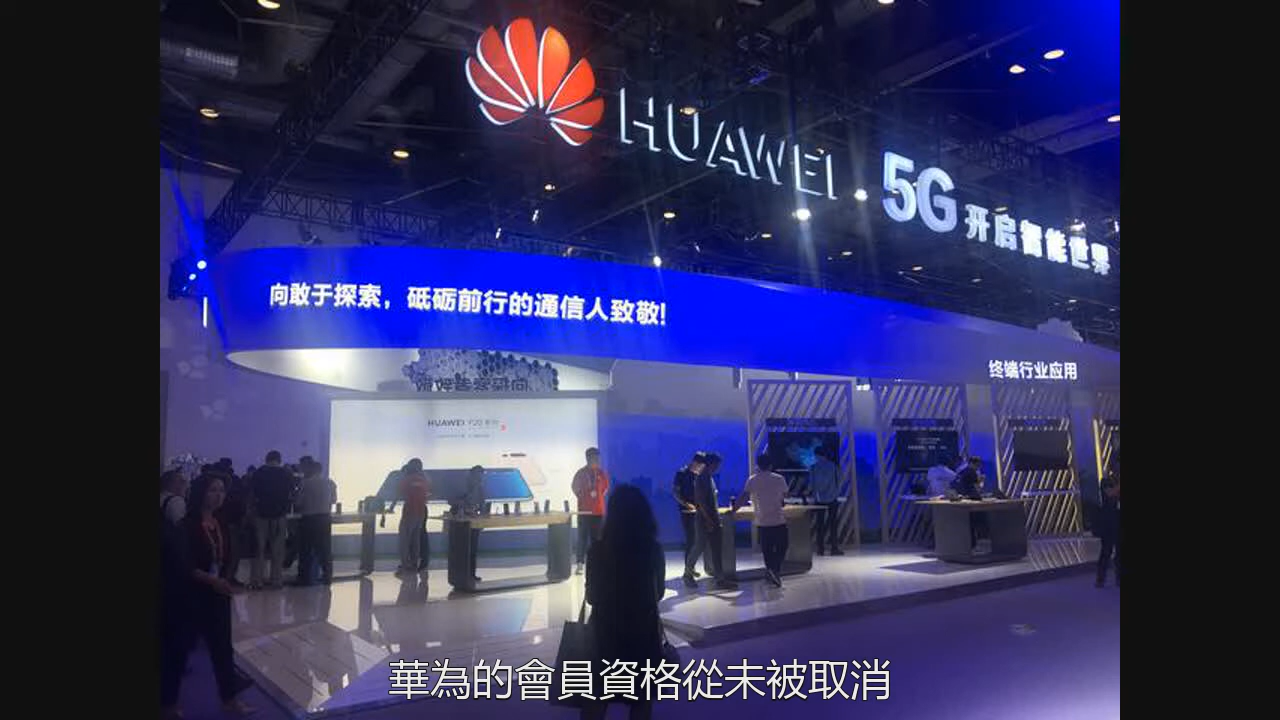 HUAWEI
5G 开启智能世界
向敢于探索，砥砺前行的通信人致敬!
终端行业应用
HUAWEI P20
華為的會員資格從未被取消